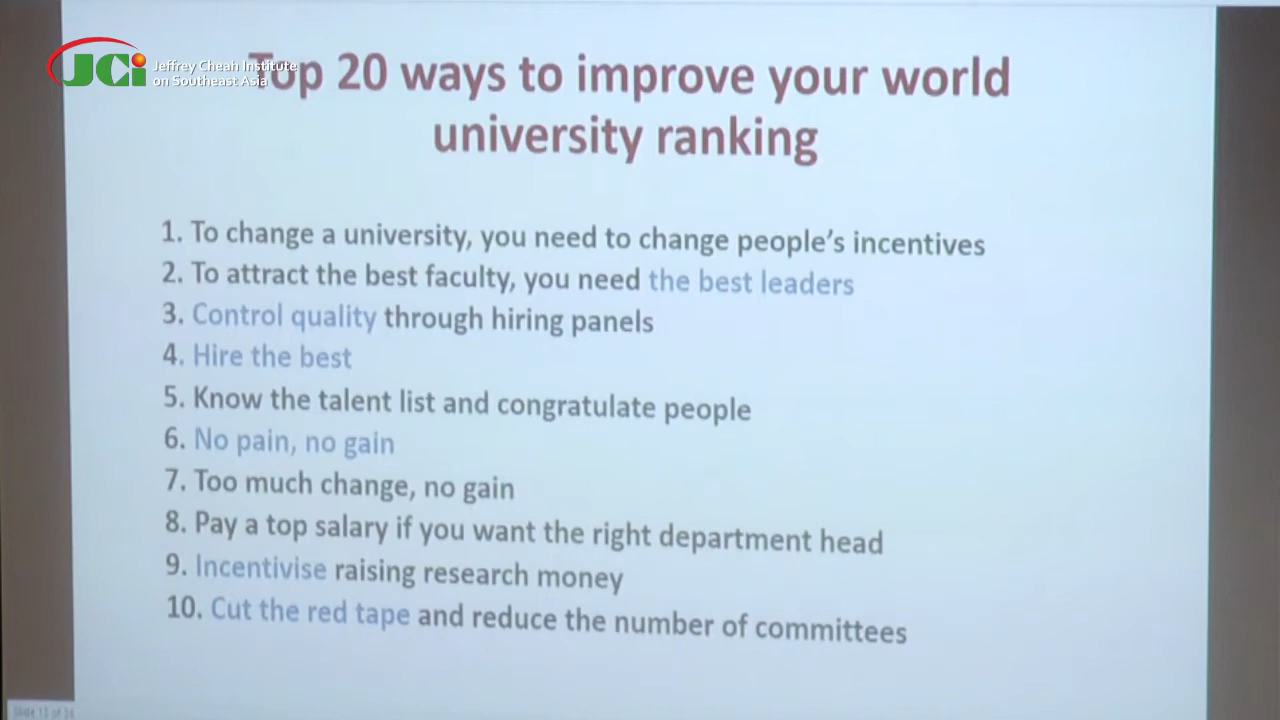 JCi Jeffrey Cheah Institute
on Southeast Asia
Top 20 ways to improve your world
university ranking
1. To change a university, you need to change people's incentives
2. To attract the best faculty, you need the best leaders
3. Control quality through hiring panels
4. Hire the best
5. Know the talent list and congratulate people
6. No pain, no gain
7. Too much change, no gain
8. Pay a top salary if you want the right department head
9. Incentivise raising research money
10. Cut the red tape and reduce the number of committees